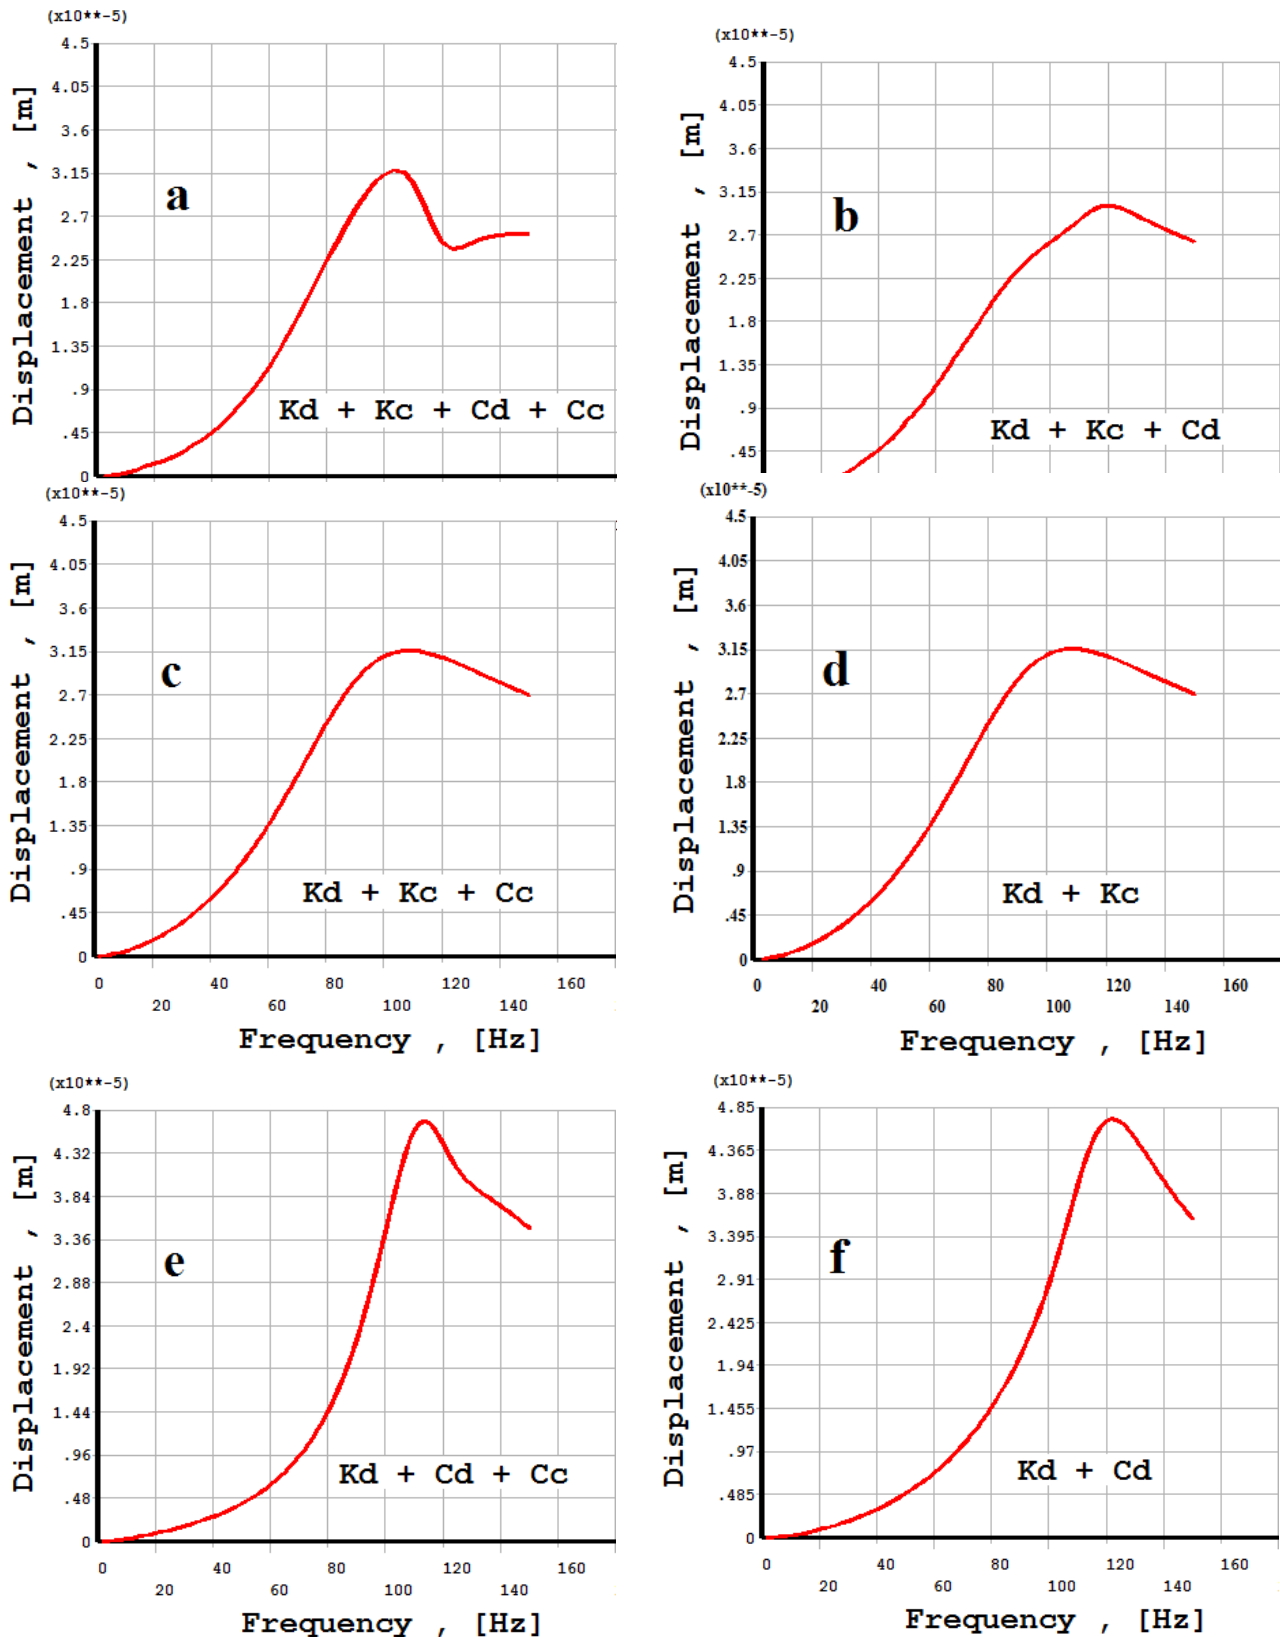 (x10**-5)
4.5
4.05
3.6
3.15
2.7
2.25
1.8
1.35
.9
.45
0
Displacement , [m]
a
Kd + Kc + Cd + Cc
(x10**-5)
4.5
4.05
3.6
3.15
2.7
2.25
1.8
1.35
.9
.45
Displacement , [m]
b
Kd + Kc + Cd
(x10**-5)
4.5
4.05
3.6
3.15
2.7
2.25
1.8
1.35
.9
.45
0
Displacement , [m]
c
Kd + Kc + Cc
0 40 80 120 160
20 60 100 140
Frequency , [Hz]
(x10**-5)
4.5
4.05
3.6
3.15
2.7
2.25
1.8
1.35
.9
.45
0
Displacement , [m]
d
Kd + Kc
0 40 80 120 160
20 60 100 140
Frequency , [Hz]
(x10**-5)
4.8
4.32
3.84
3.36
2.88
2.4
1.92
1.44
.96
.48
0
Displacement , [m]
e
Kd + Cd + Cc
0 40 80 120 160
20 60 100 140
Frequency , [Hz]
(x10**-5)
4.85
4.365
3.88
3.395
2.91
2.425
1.94
1.455
.97
.485
0
Displacement , [m]
f
Kd + Cd
0 40 80 120 160
20 60 100 140
Frequency , [Hz]